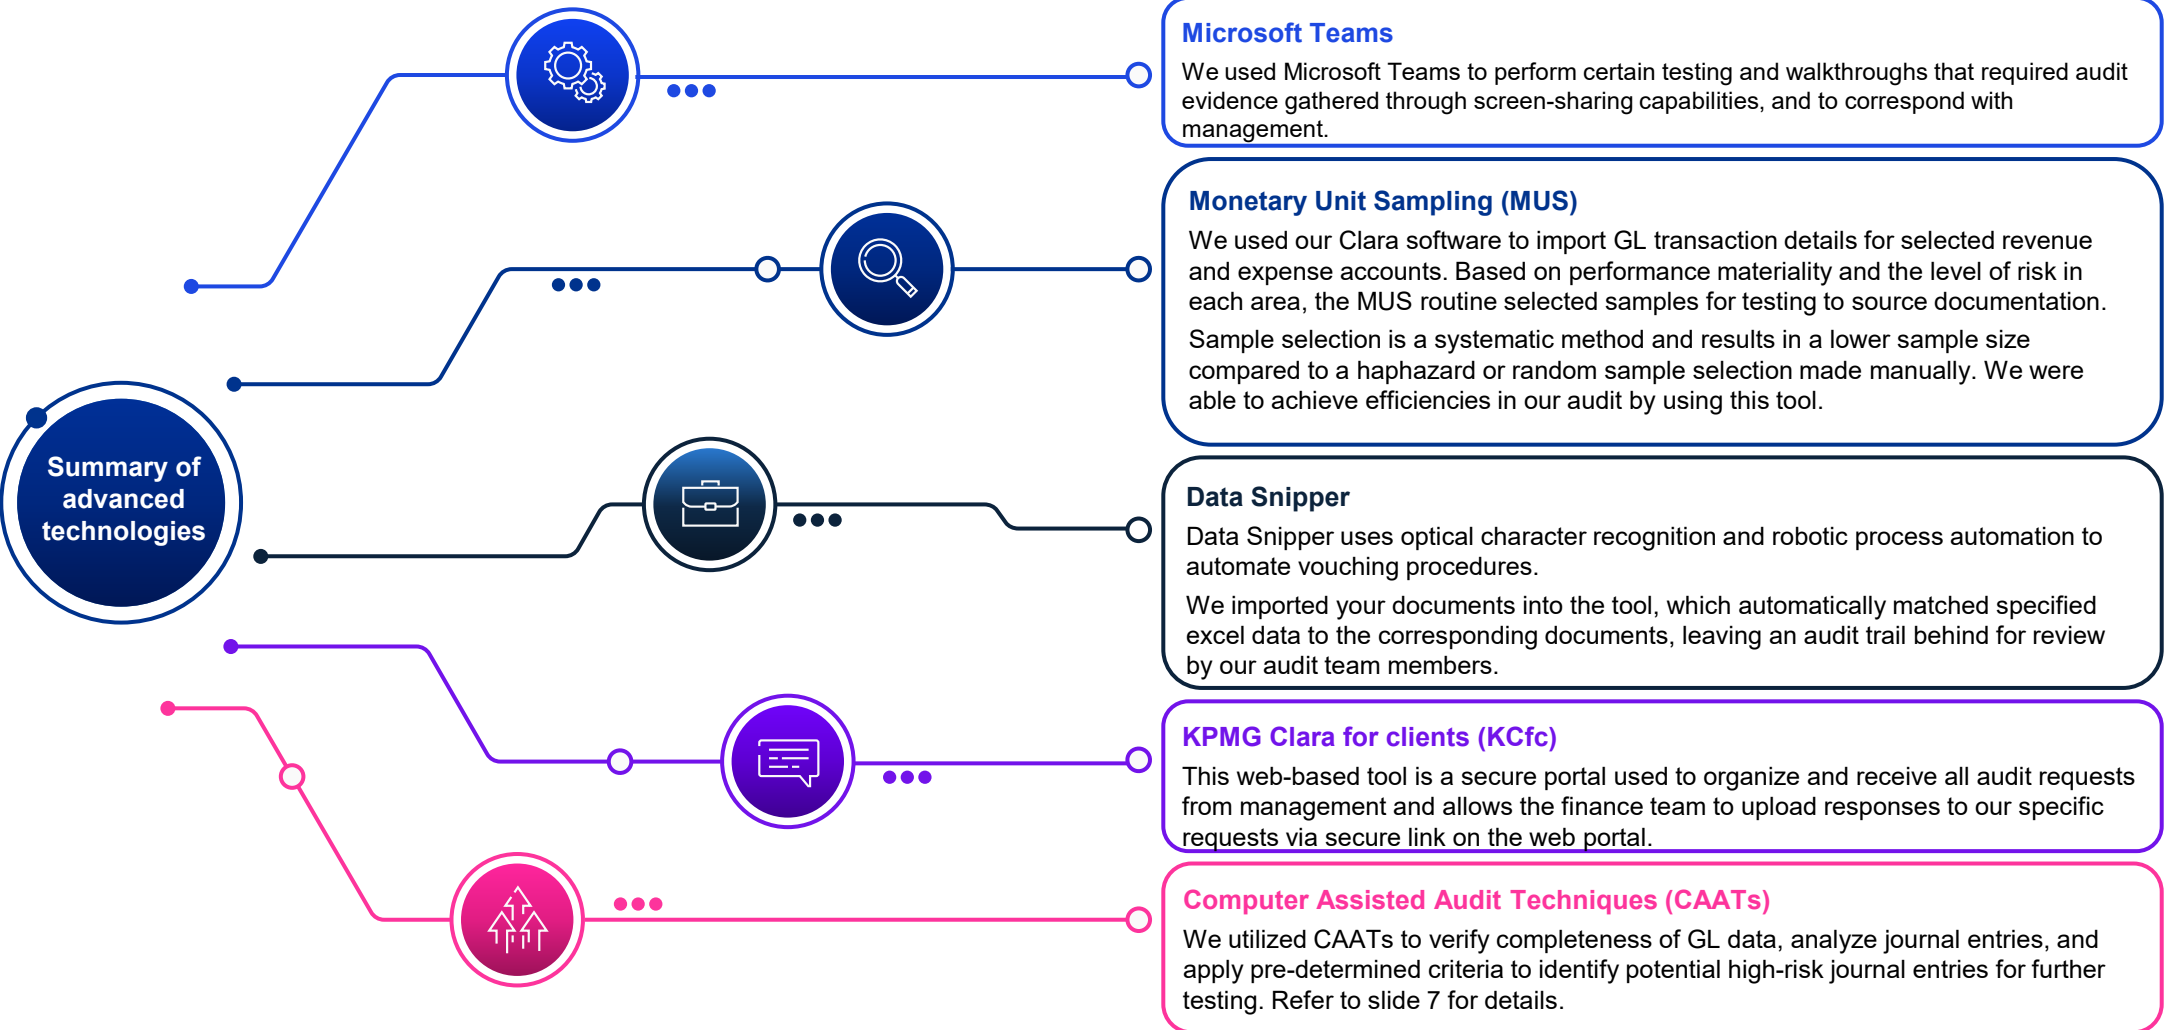 Microsoft Teams
We used Microsoft Teams to perform certain testing and walkthroughs that required audit
evidence gathered through screen-sharing capabilities, and to correspond with
management.
Monetary Unit Sampling (MUS)
We used our Clara software to import GL transaction details for selected revenue
and expense accounts. Based on performance materiality and the level of risk in
each area, the MUS routine selected samples for testing to source documentation.
Sample selection is a systematic method and results in a lower sample size
compared to a haphazard or random sample selection made manually. We were
able to achieve efficiencies in our audit by using this tool.
Summary of
advanced
technologies
Data Snipper
Data Snipper uses optical character recognition and robotic process automation to
automate vouching procedures.
We imported your documents into the tool, which automatically matched specified
excel data to the corresponding documents, leaving an audit trail behind for review
by our audit team members.
KPMG Clara for clients (KCfc)
This web-based tool is a secure portal used to organize and receive all audit requests
from management and allows the finance team to upload responses to our specific
requests via secure link on the web portal.
Computer Assisted Audit Techniques (CAATs)
We utilized CAATs to verify completeness of GL data, analyze journal entries, and
apply pre-determined criteria to identify potential high-risk journal entries for further
testing. Refer to slide 7 for details.